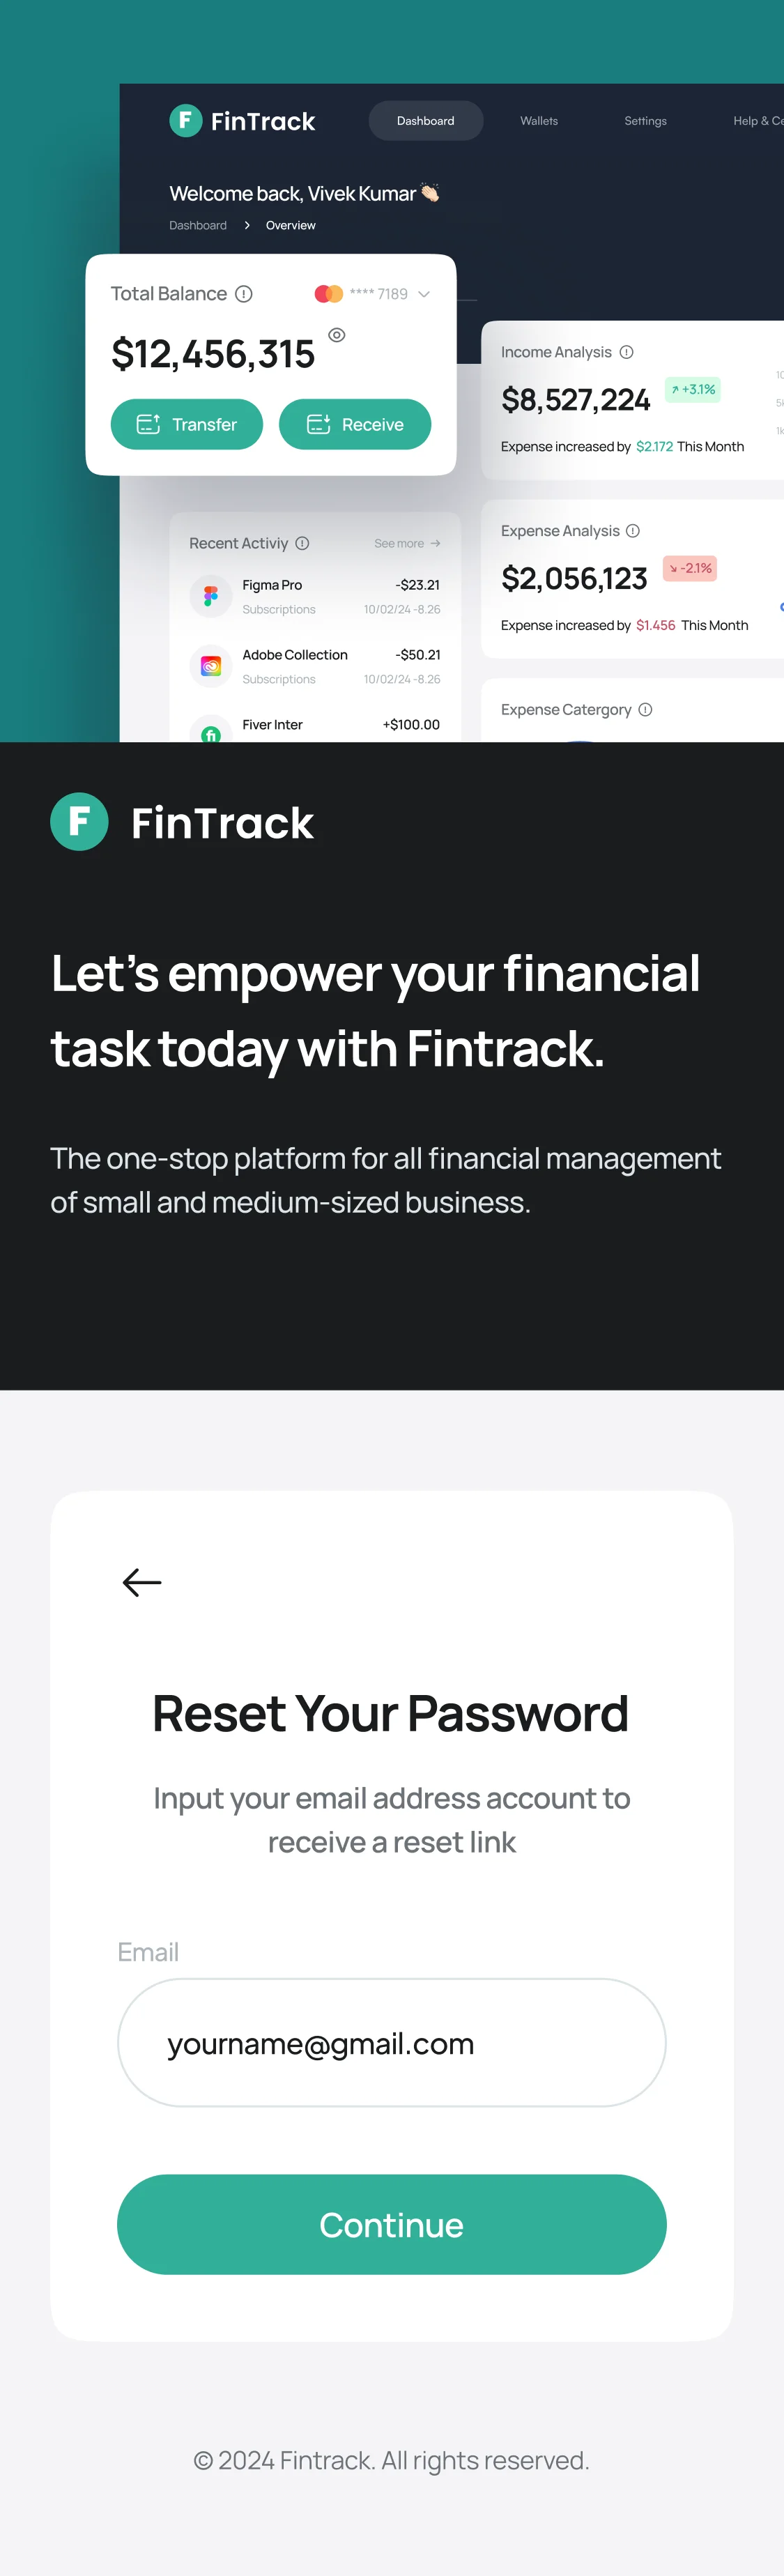 F FinTrack
Dashboard
Wallets
Settings
Help & Ce
Welcome back, Vivek Kumar 👏🏻
Dashboard > Overview
Total Balance
**** 7189
$12,456,315
Transfer
Receive
Income Analysis
$8,527,224
+3.1%
Expense increased by $2.172 This Month
10
5k
1k
Recent Activiy
See more →
Figma Pro
-$23.21
Subscriptions
10/02/24 -8.26
Adobe Collection
-$50.21
Subscriptions
10/02/24 -8.26
Fiver Inter
+$100.00
fi
Expense Analysis
$2,056,123
-2.1%
Expense increased by $1.456 This Month
Expense Catergory
F FinTrack
Let's empower your financial
task today with Fintrack.
The one-stop platform for all financial management
of small and medium-sized business.
Reset Your Password
Input your email address account to
receive a reset link
Email
yourname@gmail.com
Continue
© 2024 Fintrack. All rights reserved.